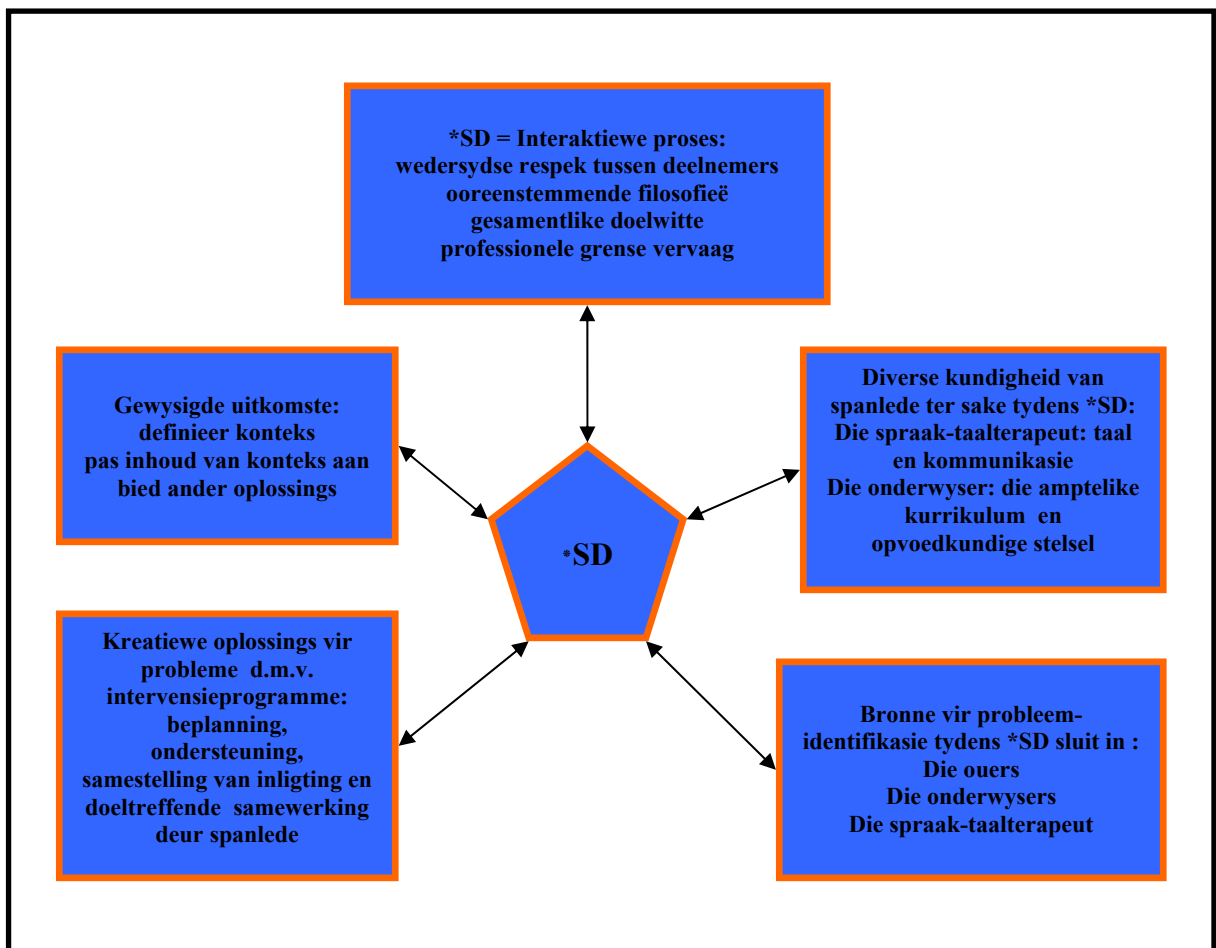 *SD = Interaktiewe proses:
wedersydse respek tussen deelnemers
ooreenstemmende filosofieë
gesamentlike doelwitte
professionele grense vervaag
Gewysigde uitkomste:
definieer konteks
pas inhoud van konteks aan
bied ander oplossings
Diverse kundigheid van
spanlede ter sake tydens *SD:
Die spraak-taalterapeut: taal
en kommunikasie
Die onderwyser: die amptelike
kurrikulum en
opvoedkundige stelsel
*SD
Kreatiewe oplossings vir
probleme d.m.v.
intervensieprogramme:
beplanning,
ondersteuning,
samestelling van inligting en
doeltreffende samewerking
deur spanlede
Bronne vir probleem-
identifikasie tydens *SD sluit in :
Die ouers
Die onderwysers
Die spraak-taalterapeut